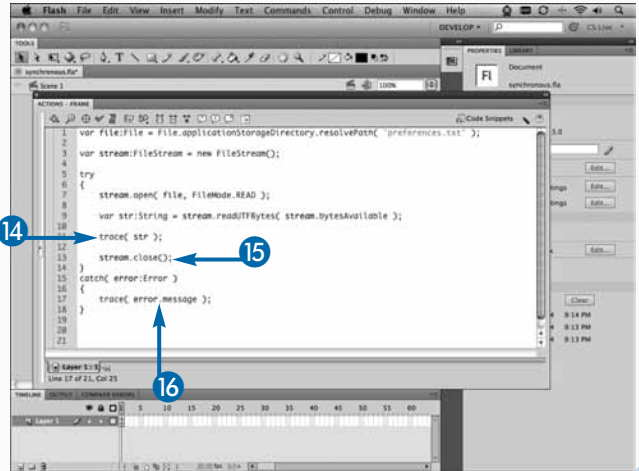 Flash File Edit View Insert Modify Text Commands Control Debug Window Help
DEVELOP
CS Live
TOOLS
synchronous.fla*
Scene 1
100%
PROPERTIES LIBRARY
Fl
Document
synchronous.fla
ACTIONS - FRAME
Code Snippets
1 var file:File = File.applicationStorageDirectory.resolvePath( "preferences.txt" );
2
3 var stream:FileStream = new FileStream();
4
5 try
6 {
7 stream.open( file, FileMode.READ );
8
9 var str:String = stream.readUTFBytes( stream.bytesAvailable );
10
11 trace( str );
12
13 stream.close();
14 }
15 catch( error:Error )
16 {
17 trace( error.message );
18 }
19
20
21
14
15
16
Layer 1 : 1
Line 17 of 21, Col 25
Edit...
Edit...
Edit...
Clear
9:14 PM
9:13 PM
9:13 PM
TIMELINE OUTPUT COMPILER ERRORS
5 10 15 20 25 30 35 40 45 50 55 60
Layer 1